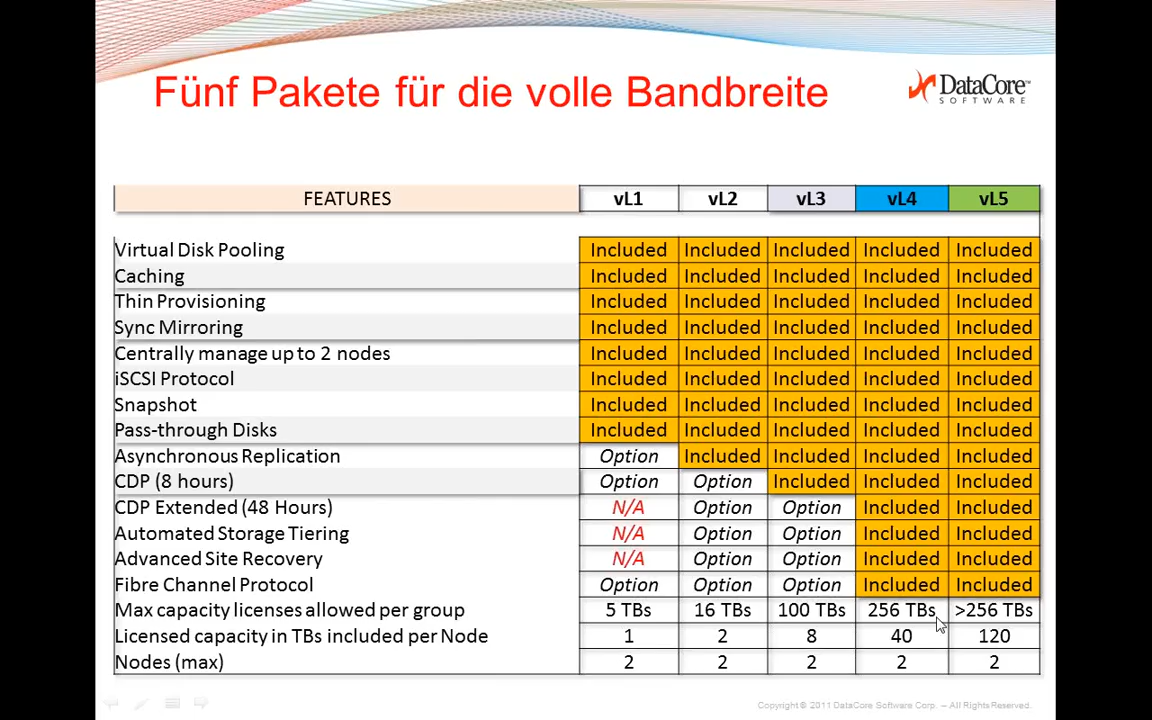 Fünf Pakete für die volle Bandbreite
DataCore™
SOFTWARE
FEATURES vL1 vL2 vL3 vL4 vL5
Virtual Disk Pooling Included Included Included Included Included
Caching Included Included Included Included Included
Thin Provisioning Included Included Included Included Included
Sync Mirroring Included Included Included Included Included
Centrally manage up to 2 nodes Included Included Included Included Included
iSCSI Protocol Included Included Included Included Included
Snapshot Included Included Included Included Included
Pass-through Disks Included Included Included Included Included
Asynchronous Replication Option Included Included Included Included
CDP (8 hours) Option Option Included Included Included
CDP Extended (48 Hours) N/A Option Option Included Included
Automated Storage Tiering N/A Option Option Included Included
Advanced Site Recovery N/A Option Option Included Included
Fibre Channel Protocol Option Option Option Included Included
Max capacity licenses allowed per group 5 TBs 16 TBs 100 TBs 256 TBs >256 TBs
Licensed capacity in TBs included per Node 1 2 8 40 120
Nodes (max) 2 2 2 2 2
Copyright © 2011 DataCore Software Corp. – All Rights Reserved.